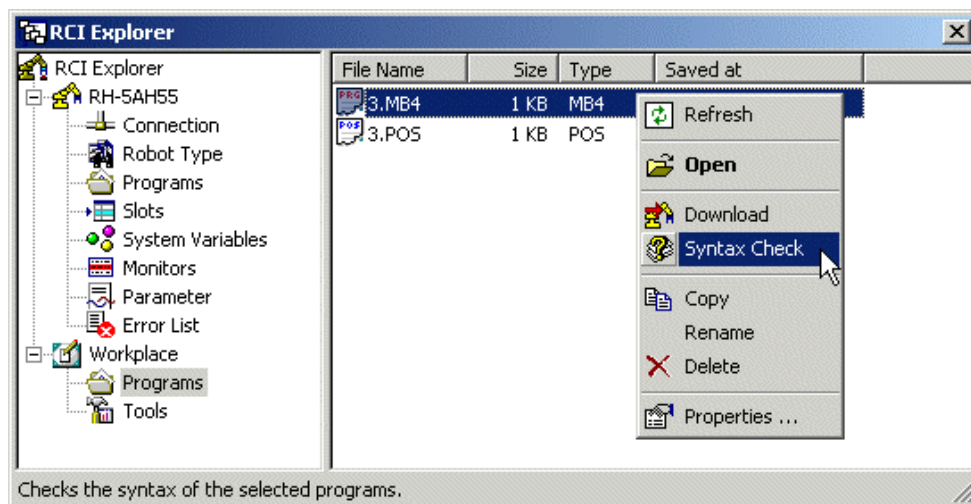 RCI Explorer
RCI Explorer
RH-5AH55
Connection
Robot Type
Programs
Slots
System Variables
Monitors
Parameter
Error List
Workplace
Programs
Tools
File Name Size Type Saved at
PRG 3.MB4 1 KB MB4
POS 3.POS 1 KB POS
Refresh
Open
Download
Syntax Check
Copy
Rename
Delete
Properties ...
Checks the syntax of the selected programs.